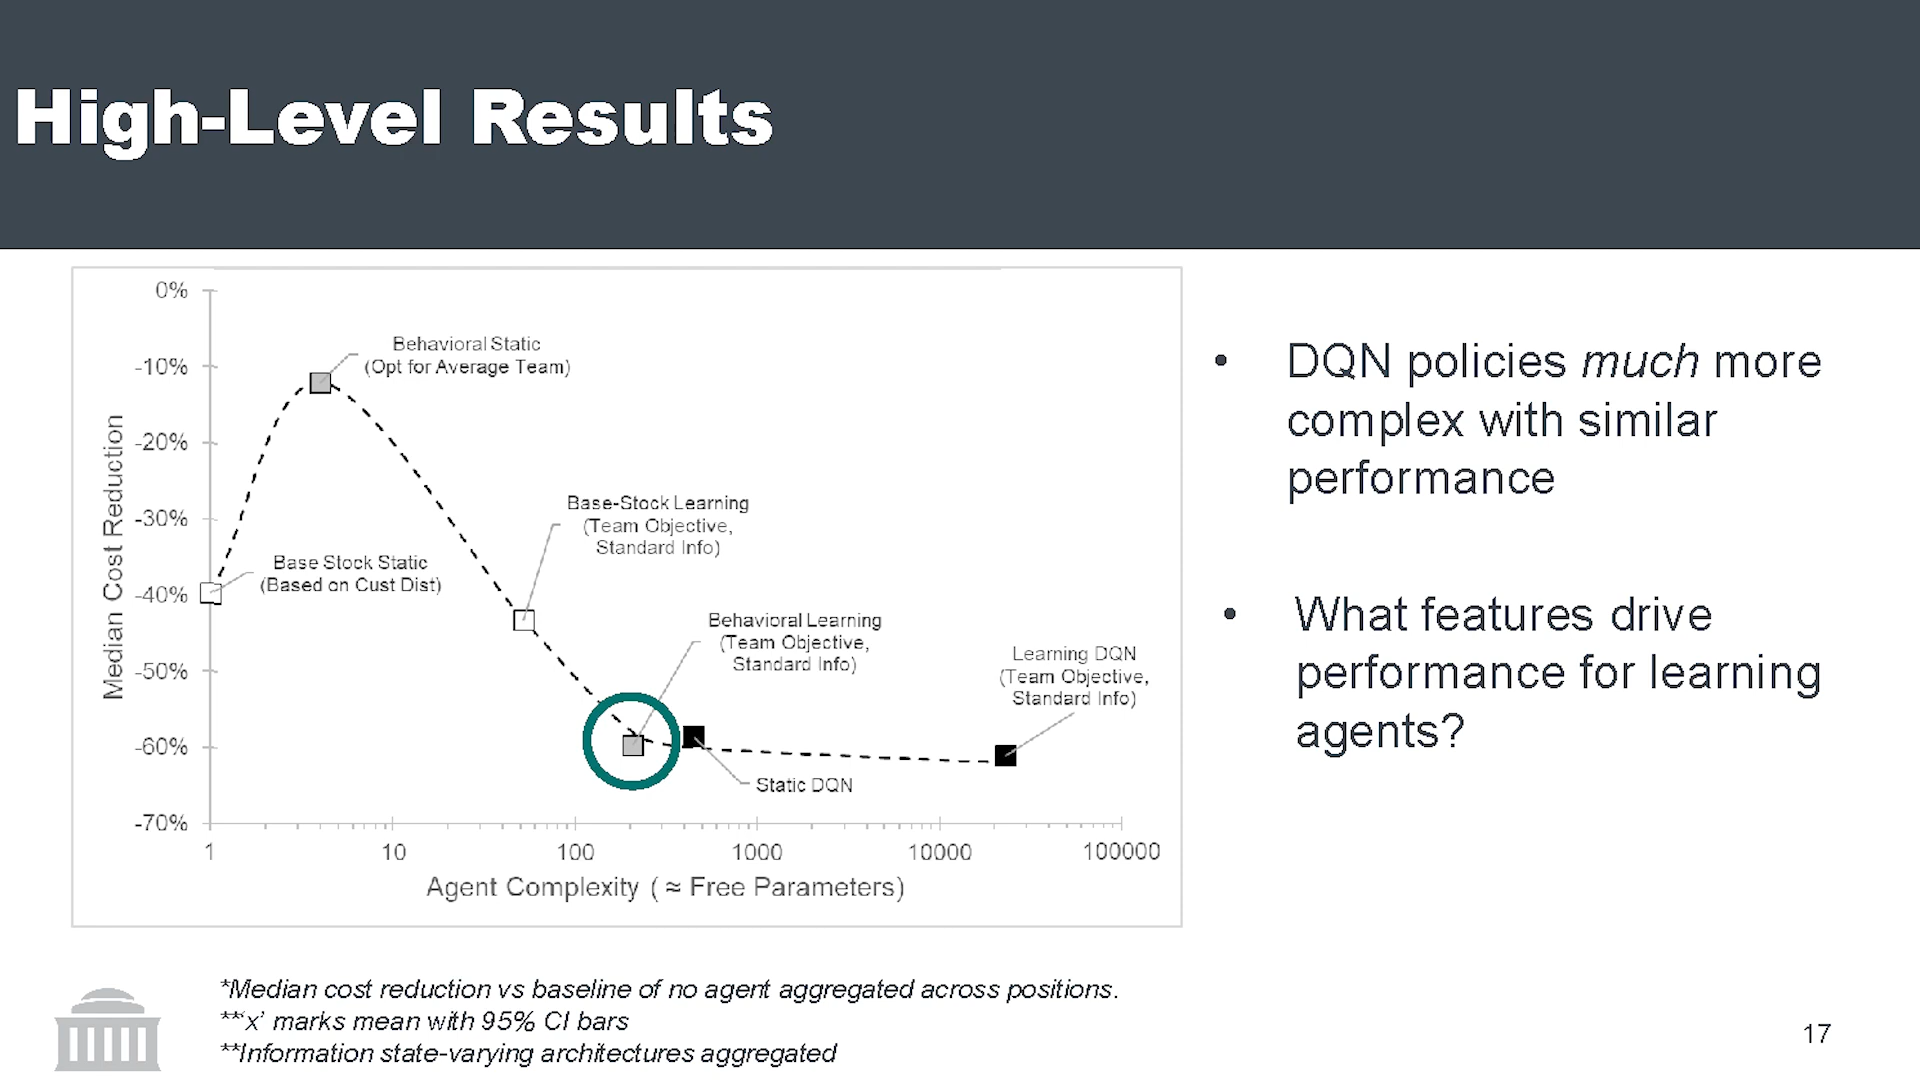 High-Level Results
0%
-10%
-20%
-30%
-40%
-50%
-60%
-70%
Median Cost Reduction
Behavioral Static
(Opt for Average Team)
Base Stock Static
(Based on Cust Dist)
Base-Stock Learning
(Team Objective,
Standard Info)
Behavioral Learning
(Team Objective,
Standard Info)
Learning DQN
(Team Objective,
Standard Info)
Static DQN
1
10
100
1000
10000
100000
Agent Complexity ( ≈ Free Parameters)
• DQN policies much more
complex with similar
performance
• What features drive
performance for learning
agents?
*Median cost reduction vs baseline of no agent aggregated across positions.
**‘x’ marks mean with 95% CI bars
**Information state-varying architectures aggregated
17